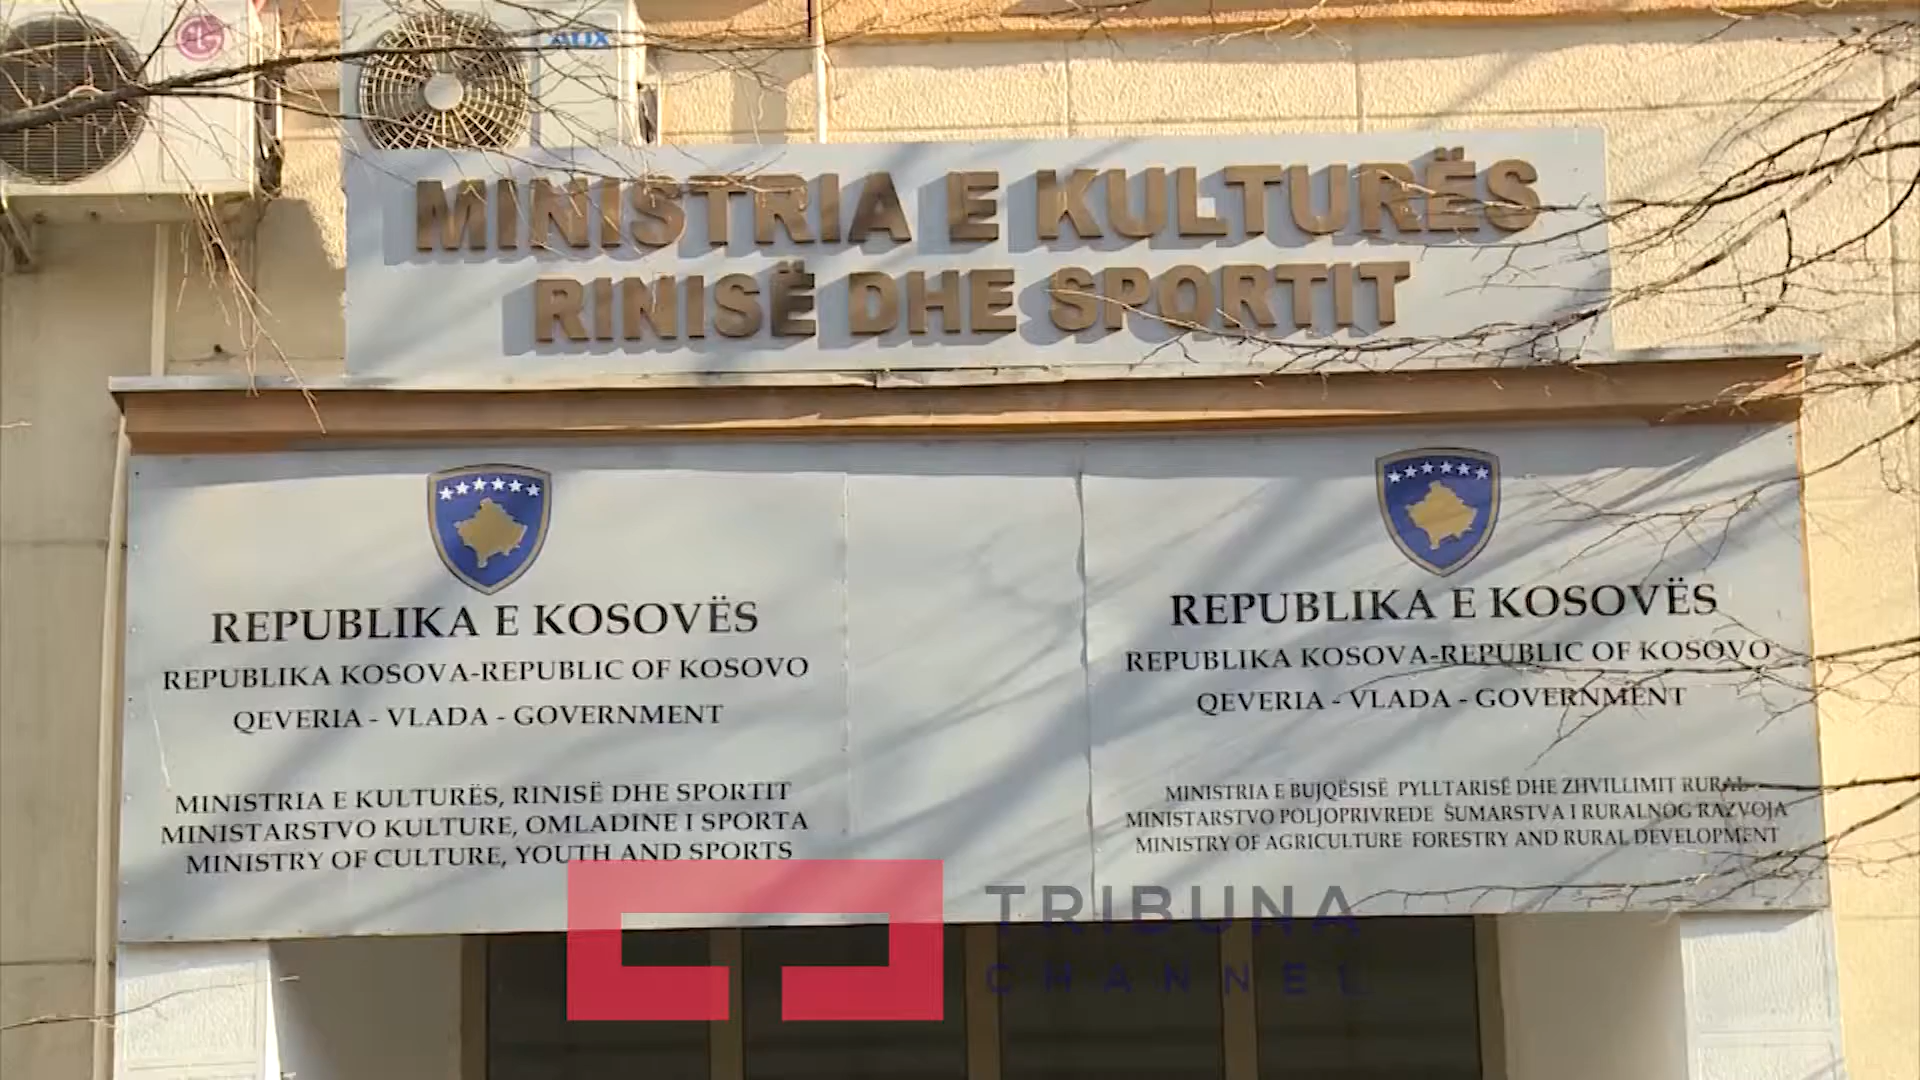 LG
AUX
MINISTRIA E KULTURËS
RINISË DHE SPORTIT
REPUBLIKA E KOSOVËS
REPUBLIKA KOSOVA-REPUBLIC OF KOSOVO
QEVERIA - VLADA - GOVERNMENT
MINISTRIA E KULTURËS, RINISË DHE SPORTIT
MINISTARSTVO KULTURE, OMLADINE I SPORTA
MINISTRY OF CULTURE, YOUTH AND SPORTS
REPUBLIKA E KOSOVËS
REPUBLIKA KOSOVA-REPUBLIC OF KOSOVO
QEVERIA - VLADA - GOVERNMENT
MINISTRIA E BUJQËSISË PYLLTARISË DHE ZHVILLIMIT RURAL
MINISTARSTVO POLJOPRIVREDE ŠUMARSTVA I RURALNOG RAZVOJA
MINISTRY OF AGRICULTURE FORESTRY AND RURAL DEVELOPMENT
TRIBUNA
CHANNEL